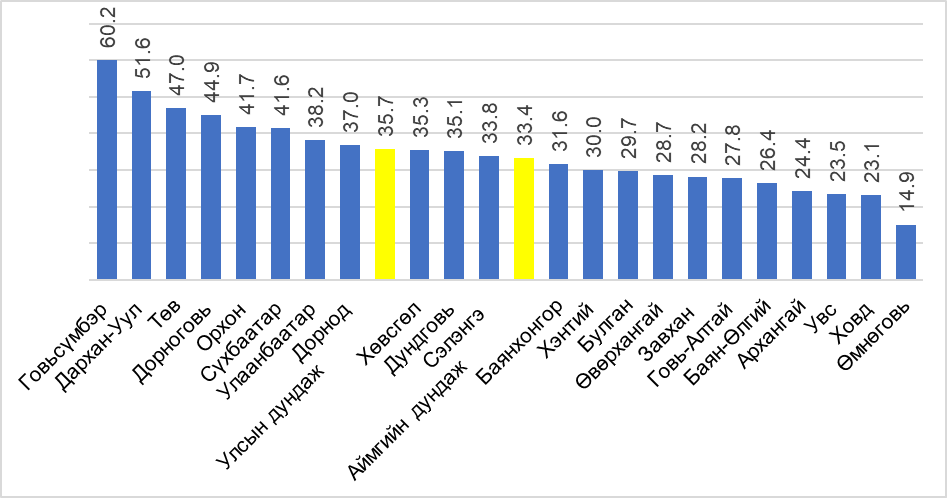 60.2
51.6
47.0
44.9
41.7
41.6
38.2
37.0
35.7
35.3
35.1
33.8
33.4
31.6
30.0
29.7
28.7
28.2
27.8
26.4
24.4
23.5
23.1
14.9
Говьсүмбэр
Дархан-Уул
Төв
Дорноговь
Орхон
Сүхбаатар
Улаанбаатар
Дорнод
Улсын дундаж
Хөвсгөл
Дундговь
Сэлэнгэ
Аймгийн дундаж
Баянхонгор
Хэнтий
Булган
Өвөрхангай
Завхан
Говь-Алтай
Баян-Өлгий
Архангай
Увс
Ховд
Өмнөговь